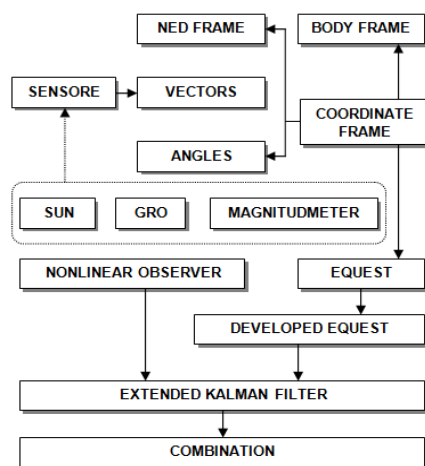 NED FRAME
BODY FRAME
SENSORE
VECTORS
COORDINATE
FRAME
ANGLES
SUN
GRO
MAGNITUDMETER
NONLINEAR OBSERVER
EQUEST
DEVELOPED EQUEST
EXTENDED KALMAN FILTER
COMBINATION